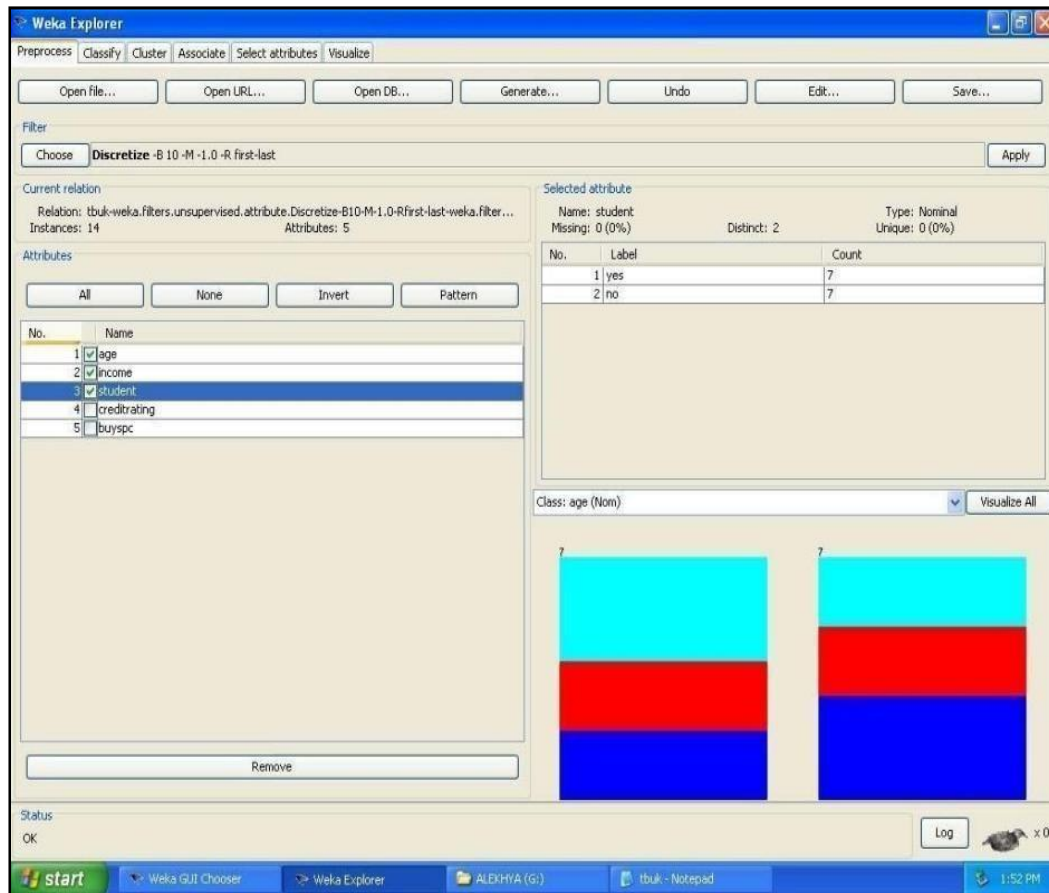 Weka Explorer
Preprocess Classify Cluster Associate Select attributes Visualize
Open file... Open URL... Open DB... Generate... Undo Edit... Save...
Filter
Choose Discretize -B 10 -M -1.0 -R first-last Apply
Current relation
Relation: tbuk-weka.filters.unsupervised.attribute.Discretize-B10-M-1.0-Rfirst-last-weka.filter...
Instances: 14 Attributes: 5
Selected attribute
Name: student Type: Nominal
Missing: 0 (0%) Distinct: 2 Unique: 0 (0%)
No. Label Count
1 yes 7
2 no 7
Attributes
All None Invert Pattern
No. Name
1 age
2 income
3 student
4 creditrating
5 buyspc
Remove
Class: age (Nom) Visualize All
7 7
Status
OK
Log x 0
start Weka GUI Chooser Weka Explorer ALEKHYA (G:) tbuk - Notepad 1:52 PM